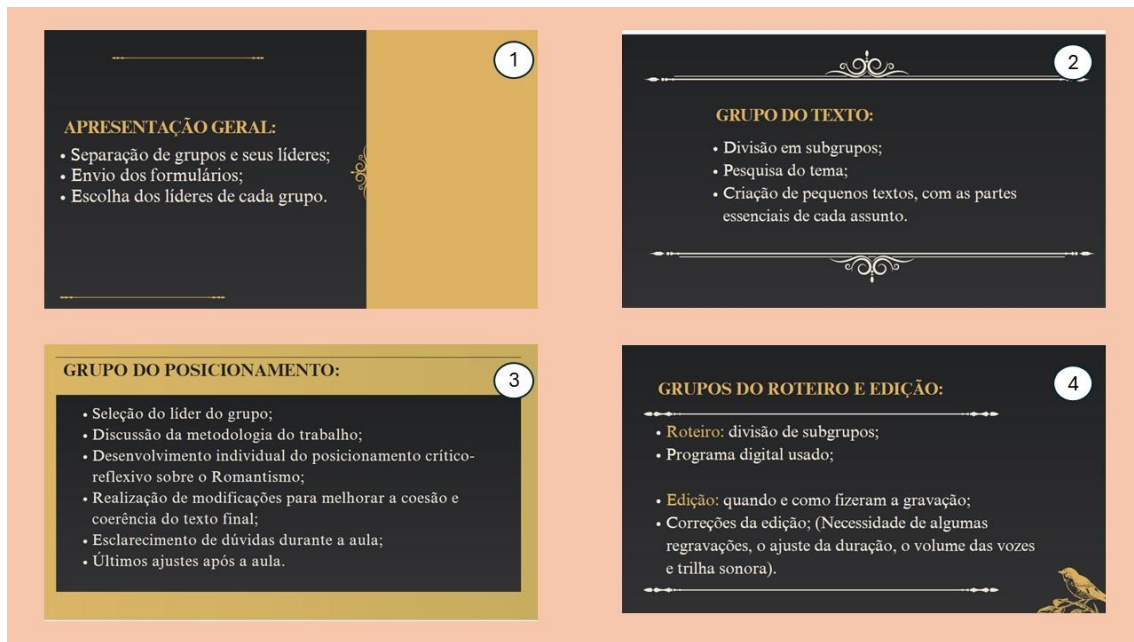 1
APRESENTAÇÃO GERAL:
• Separação de grupos e seus líderes;
• Envio dos formulários;
• Escolha dos líderes de cada grupo.
2
GRUPO DO TEXTO:
• Divisão em subgrupos;
• Pesquisa do tema;
• Criação de pequenos textos, com as partes
essenciais de cada assunto.
3
GRUPO DO POSICIONAMENTO:
• Seleção do líder do grupo;
• Discussão da metodologia do trabalho;
• Desenvolvimento individual do posicionamento crítico-
reflexivo sobre o Romantismo;
• Realização de modificações para melhorar a coesão e
coerência do texto final;
• Esclarecimento de dúvidas durante a aula;
• Últimos ajustes após a aula.
4
GRUPOS DO ROTEIRO E EDIÇÃO:
• Roteiro: divisão de subgrupos;
• Programa digital usado;
• Edição: quando e como fizeram a gravação;
• Correções da edição; (Necessidade de algumas
regravações, o ajuste da duração, o volume das vozes
e trilha sonora).